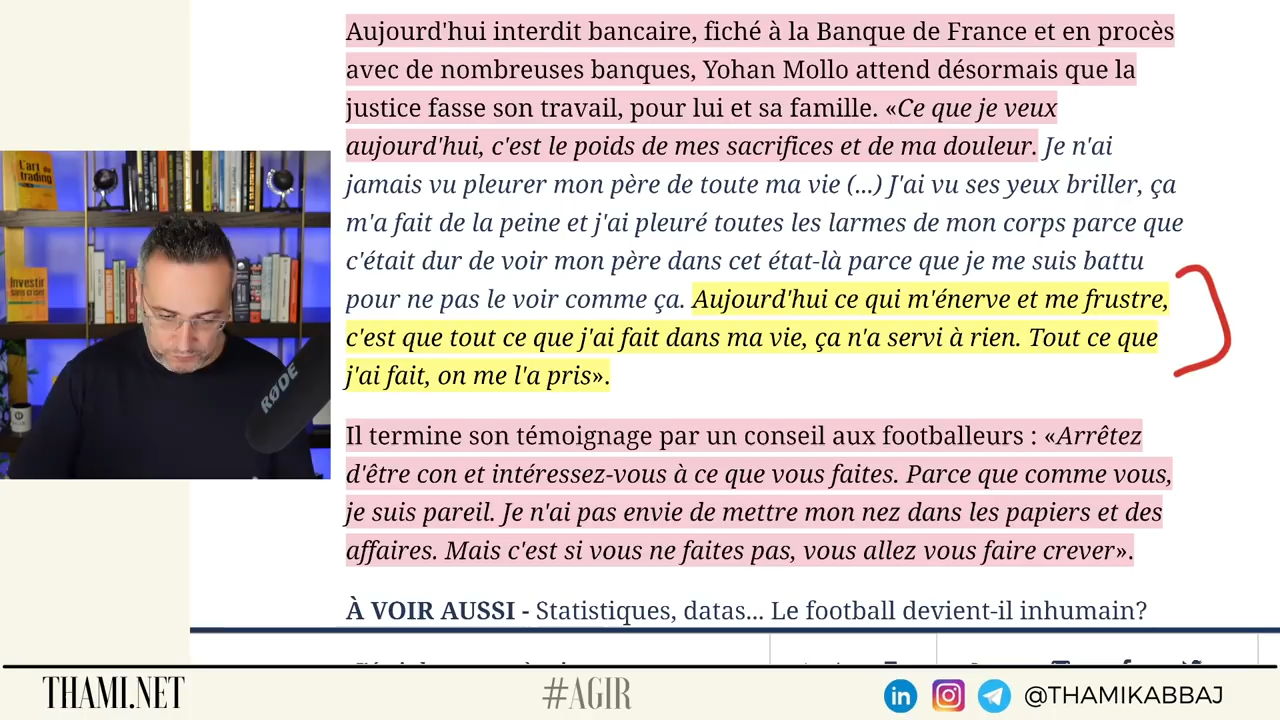 Aujourd'hui interdit bancaire, fiché à la Banque de France et en procès
avec de nombreuses banques, Yohan Mollo attend désormais que la
justice fasse son travail, pour lui et sa famille. «Ce que je veux
aujourd'hui, c'est le poids de mes sacrifices et de ma douleur. Je n'ai
jamais vu pleurer mon père de toute ma vie (...) J'ai vu ses yeux briller, ça
m'a fait de la peine et j'ai pleuré toutes les larmes de mon corps parce que
c'était dur de voir mon père dans cet état-là parce que je me suis battu
pour ne pas le voir comme ça. Aujourd'hui ce qui m'énerve et me frustre,
c'est que tout ce que j'ai fait dans ma vie, ça n'a servi à rien. Tout ce que
j'ai fait, on me l'a pris».
Il termine son témoignage par un conseil aux footballeurs : «Arrêtez
d'être con et intéressez-vous à ce que vous faites. Parce que comme vous,
je suis pareil. Je n'ai pas envie de mettre mon nez dans les papiers et des
affaires. Mais c'est si vous ne faites pas, vous allez vous faire crever».
À VOIR AUSSI - Statistiques, datas... Le football devient-il inhumain?
L'art du
trading
Investir
sans criser
RØDE
THAMI.NET
#AGIR
in
@THAMIKABBAJ